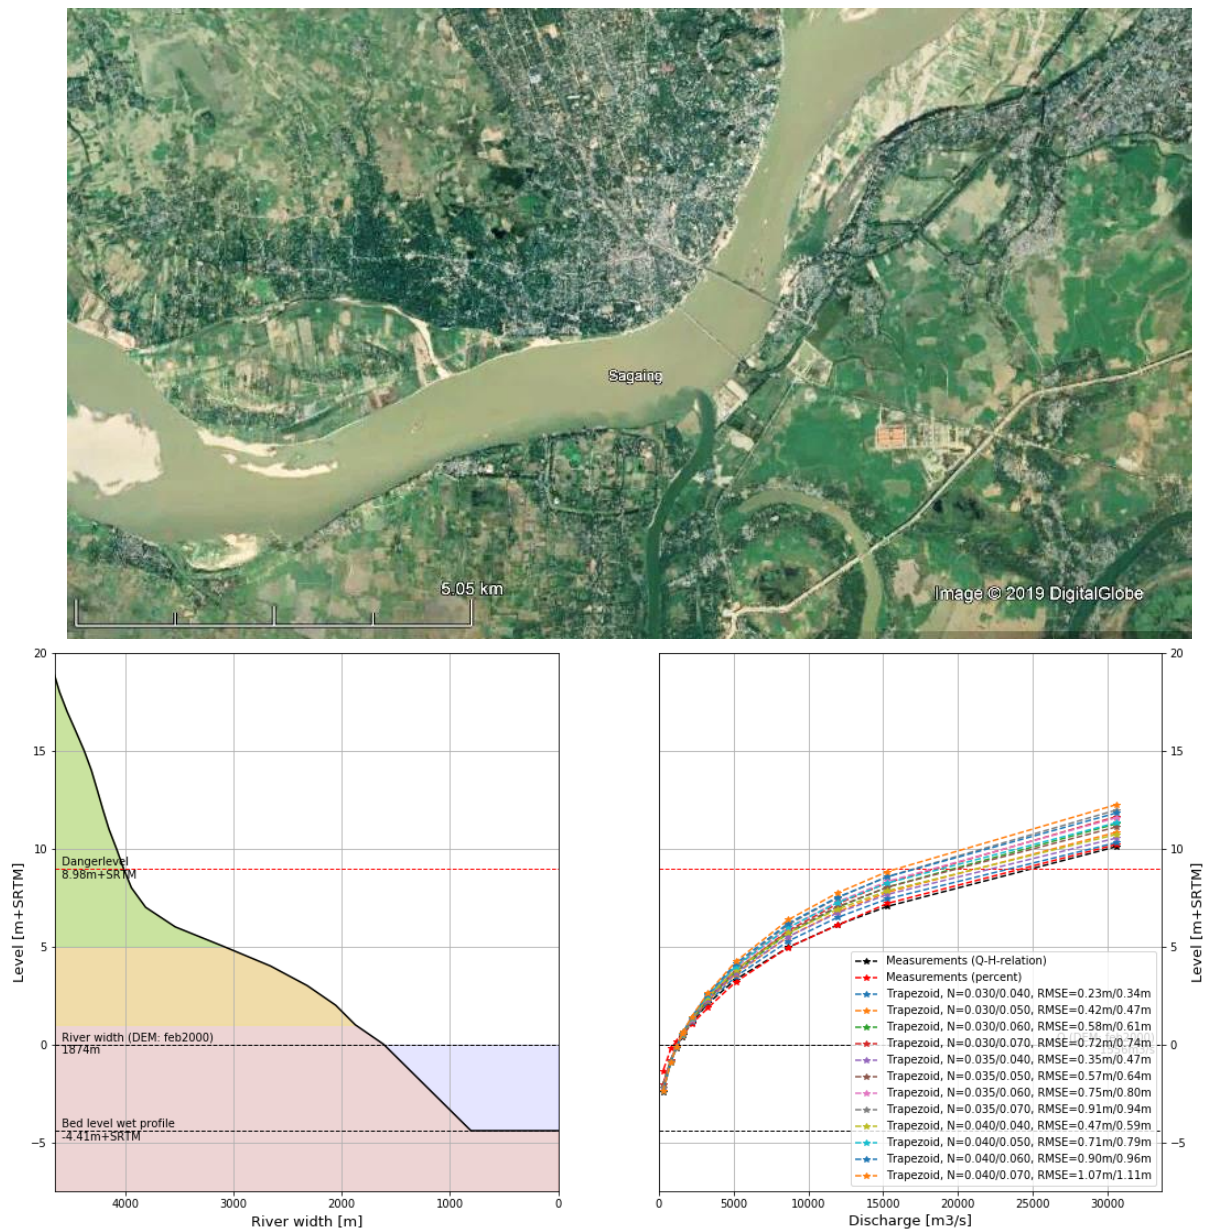 Sagaing
5.05 km
Image © 2019 DigitalGlobe
20
15
10
5
0
−5
Level [m+SRTM]
Dangerlevel
8.98m+SRTM
River width (DEM: feb2000)
1874m
Bed level wet profile
-4.41m+SRTM
4000
3000
2000
1000
0
River width [m]
Measurements (Q-H-relation)
Measurements (percent)
Trapezoid, N=0.030/0.040, RMSE=0.23m/0.34m
Trapezoid, N=0.030/0.050, RMSE=0.42m/0.47m
Trapezoid, N=0.030/0.060, RMSE=0.58m/0.61m
Trapezoid, N=0.030/0.070, RMSE=0.72m/0.74m
Trapezoid, N=0.035/0.040, RMSE=0.35m/0.47m
Trapezoid, N=0.035/0.050, RMSE=0.57m/0.64m
Trapezoid, N=0.035/0.060, RMSE=0.75m/0.80m
Trapezoid, N=0.035/0.070, RMSE=0.91m/0.94m
Trapezoid, N=0.040/0.040, RMSE=0.47m/0.59m
Trapezoid, N=0.040/0.050, RMSE=0.71m/0.79m
Trapezoid, N=0.040/0.060, RMSE=0.90m/0.96m
Trapezoid, N=0.040/0.070, RMSE=1.07m/1.11m
20
15
10
5
0
−5
Level [m+SRTM]
0
5000
10000
15000
20000
25000
30000
Discharge [m3/s]